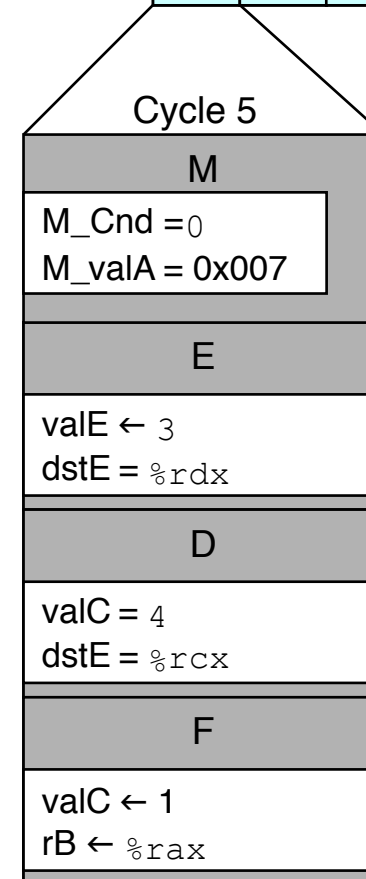 Cycle 5
M
M_Cnd =0
M_valA = 0x007
E
valE ← 3
dstE = %rdx
D
valC = 4
dstE = %rcx
F
valC ← 1
rB ← %rax